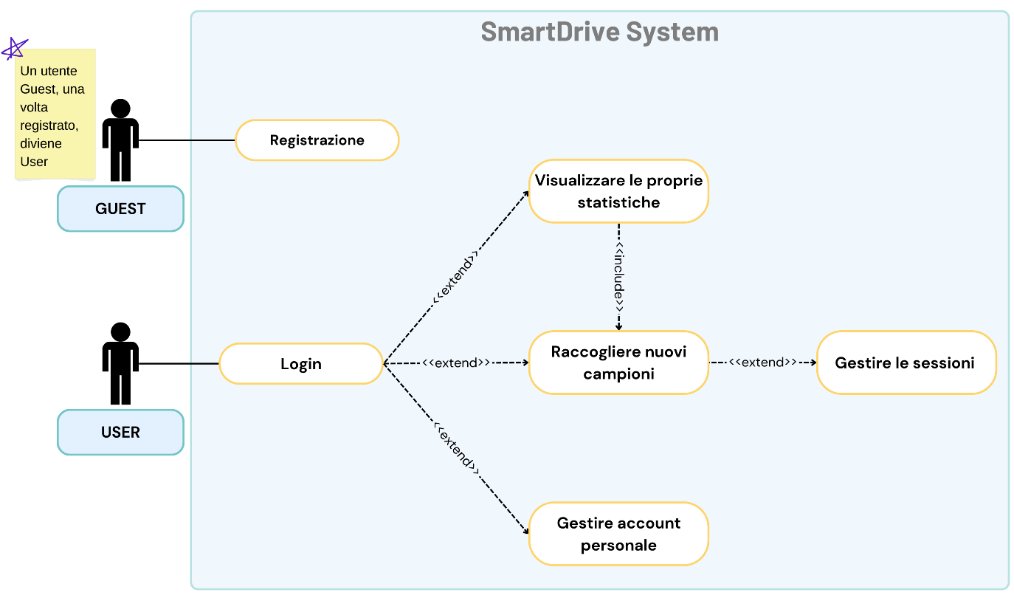 SmartDrive System
Un utente
Guest, una
volta
registrato,
diviene
User
GUEST
Registrazione
Visualizzare le proprie
statistiche
<<extend>>
<<include>>
USER
Login
<<extend>>
Raccogliere nuovi
campioni
<<extend>>
Gestire le sessioni
<<extend>>
Gestire account
personale